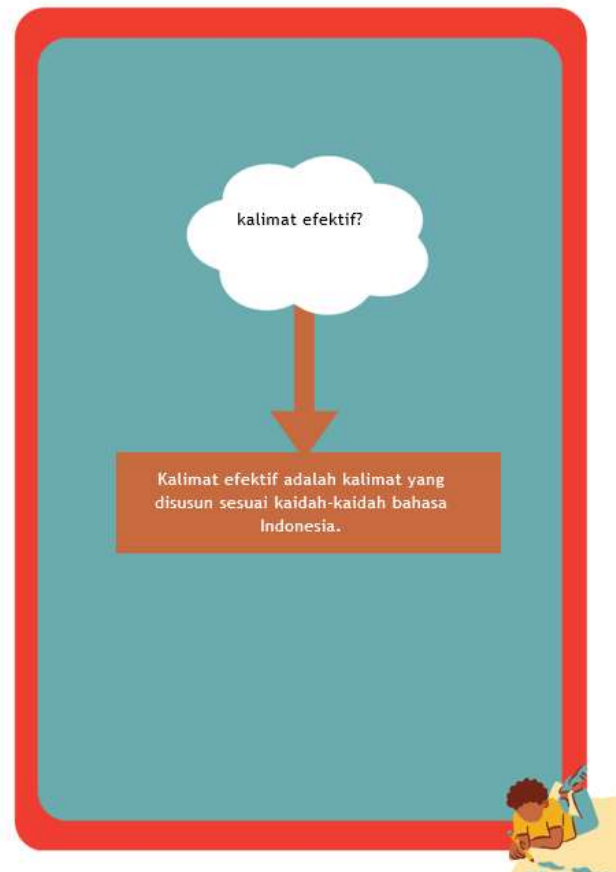 kalimat efektif?
Kalimat efektif adalah kalimat yang
disusun sesuai kaidah-kaidah bahasa
Indonesia.